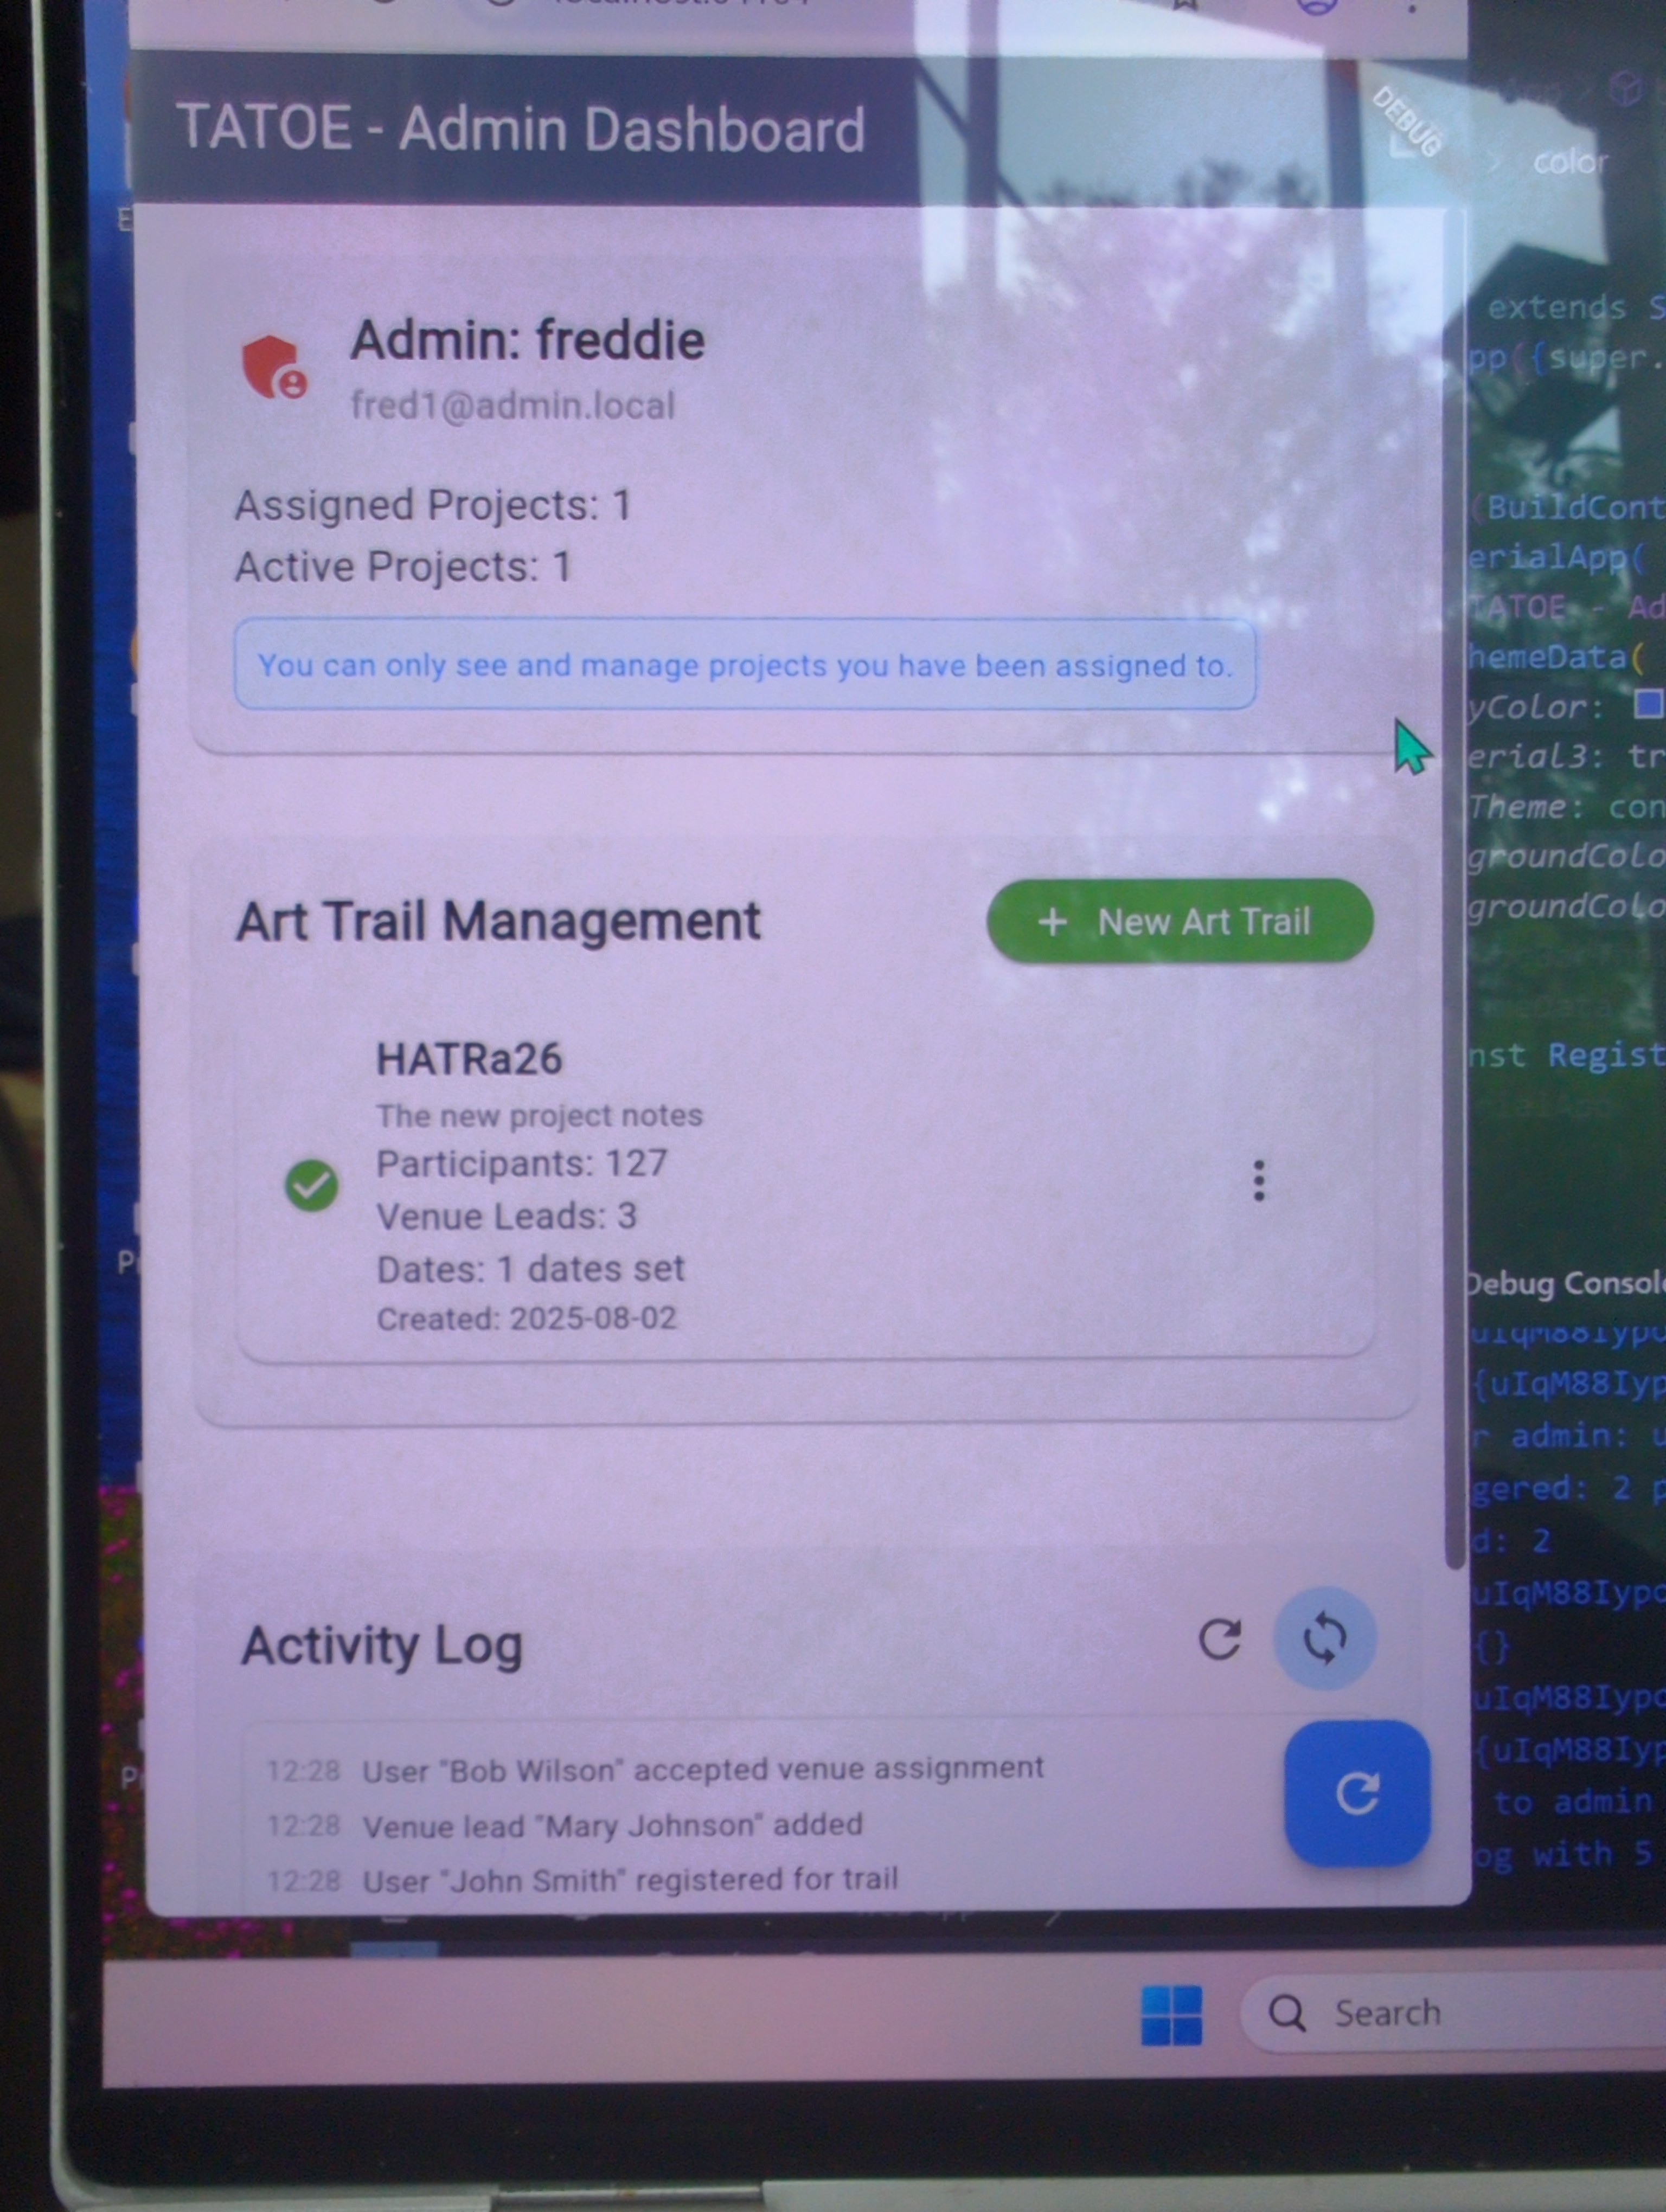 TATOE - Admin Dashboard
DEBUG
Admin: freddie
fred1@admin.local
Assigned Projects: 1
Active Projects: 1
You can only see and manage projects you have been assigned to.
Art Trail Management
+ New Art Trail
HATRa26
The new project notes
Participants: 127
Venue Leads: 3
Dates: 1 dates set
Created: 2025-08-02
Activity Log
12:28 User "Bob Wilson" accepted venue assignment
12:28 Venue lead "Mary Johnson" added
12:28 User "John Smith" registered for trail
> color
extends S
pp({super.
(BuildCont
erialApp(
TATOE - Ad
hemeData(
yColor:
erial3: tr
Theme: con
groundColo
groundColo
nst Regist
Debug Console
{uIqM88Iyp
r admin: u
gered: 2 p
d: 2
uIqM88Iypo
{}
uIqM88Iypo
{uIqM88Iyp
to admin
og with 5
Search